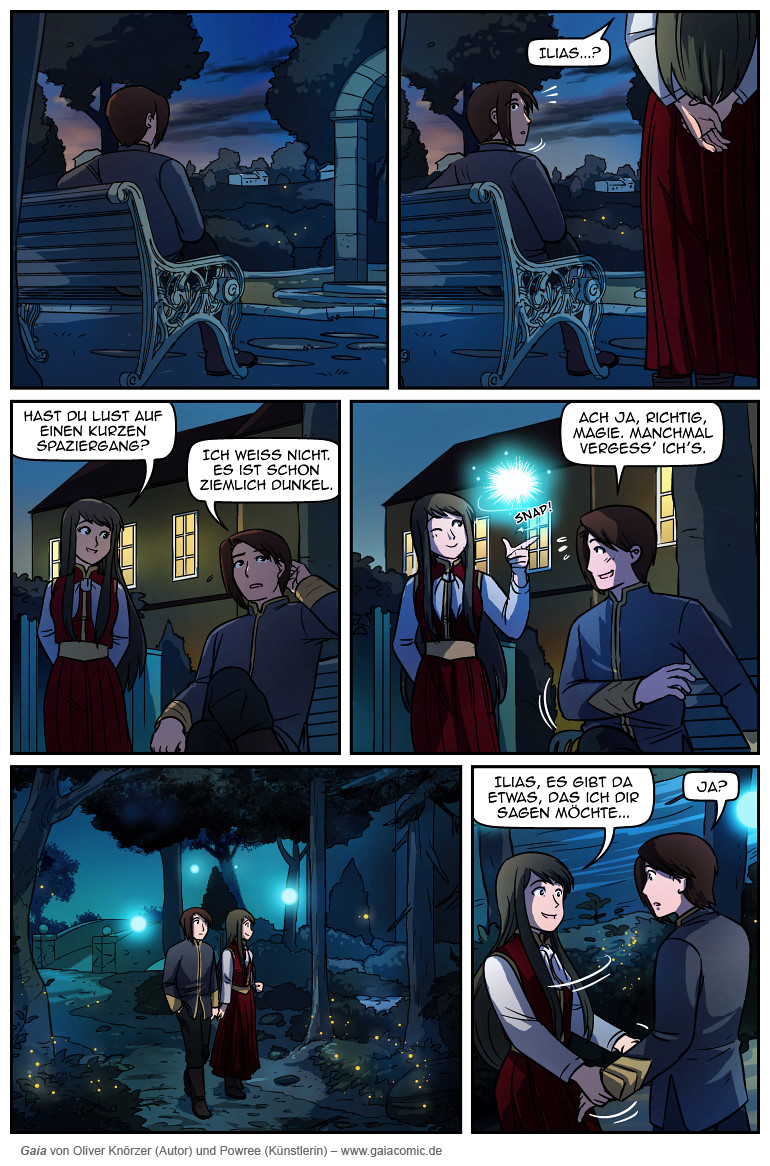 ILIAS...?
HAST DU LUST AUF
EINEN KURZEN
SPAZIERGANG?
ICH WEISS NICHT.
ES IST SCHON
ZIEMLICH DUNKEL.
SNAP!
ACH JA, RICHTIG,
MAGIE. MANCHMAL
VERGESS' ICH'S.
ILIAS, ES GIBT DA
ETWAS, DAS ICH DIR
SAGEN MÖCHTE...
JA?
Gaia von Oliver Knörzer (Autor) und Powree (Künstlerin) – www.gaiacomic.de